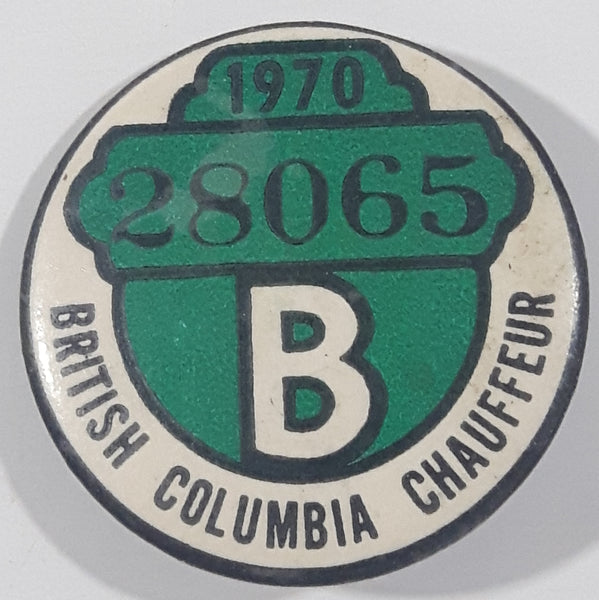 1970
28065
B
BRITISH COLUMBIA CHAUFFEUR